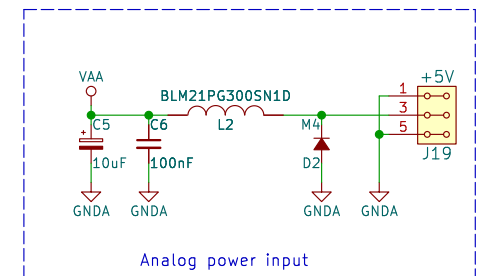 VAA
BLM21PG300SN1D
+5V
1
C5
C6
L2
M4
3
+
5
10uF
100nF
D2
J19
GNDA
GNDA
GNDA
GNDA
Analog power input